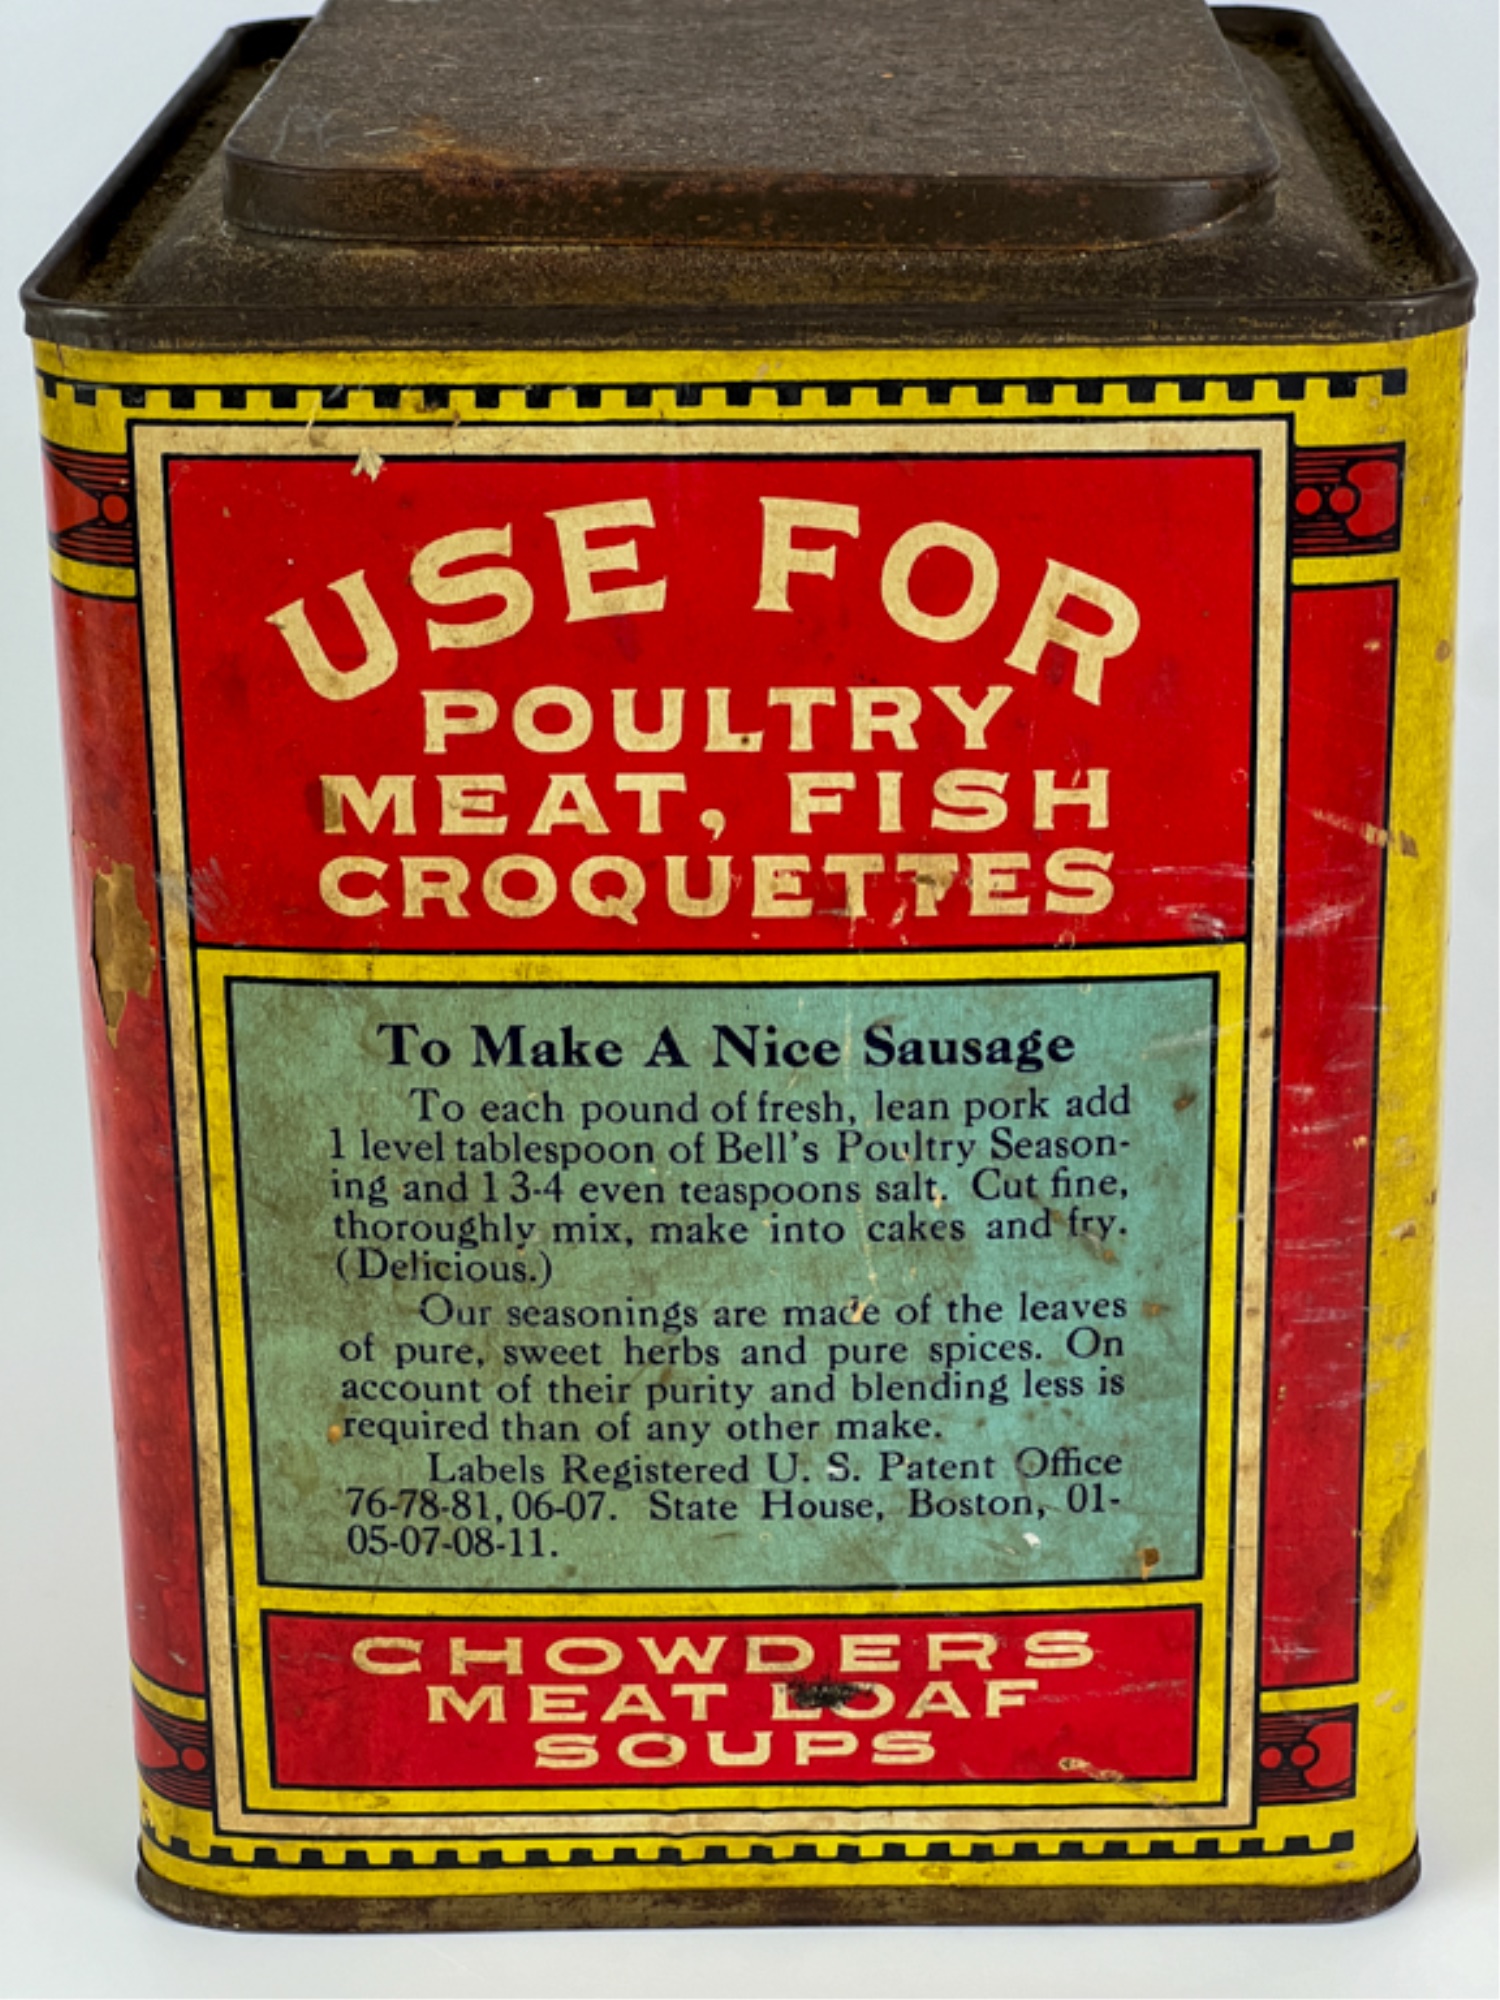 USE FOR
POULTRY
MEAT, FISH
CROQUETTES
To Make A Nice Sausage
To each pound of fresh, lean pork add
1 level tablespoon of Bell's Poultry Season-
ing and 1 3-4 even teaspoons salt. Cut fine,
thoroughly mix, make into cakes and fry.
(Delicious.)
Our seasonings are made of the leaves
of pure, sweet herbs and pure spices. On
account of their purity and blending less is
required than of any other make.
Labels Registered U. S. Patent Office
76-78-81, 06-07. State House, Boston, 01-
05-07-08-11.
CHOWDERS
MEAT LOAF
SOUPS